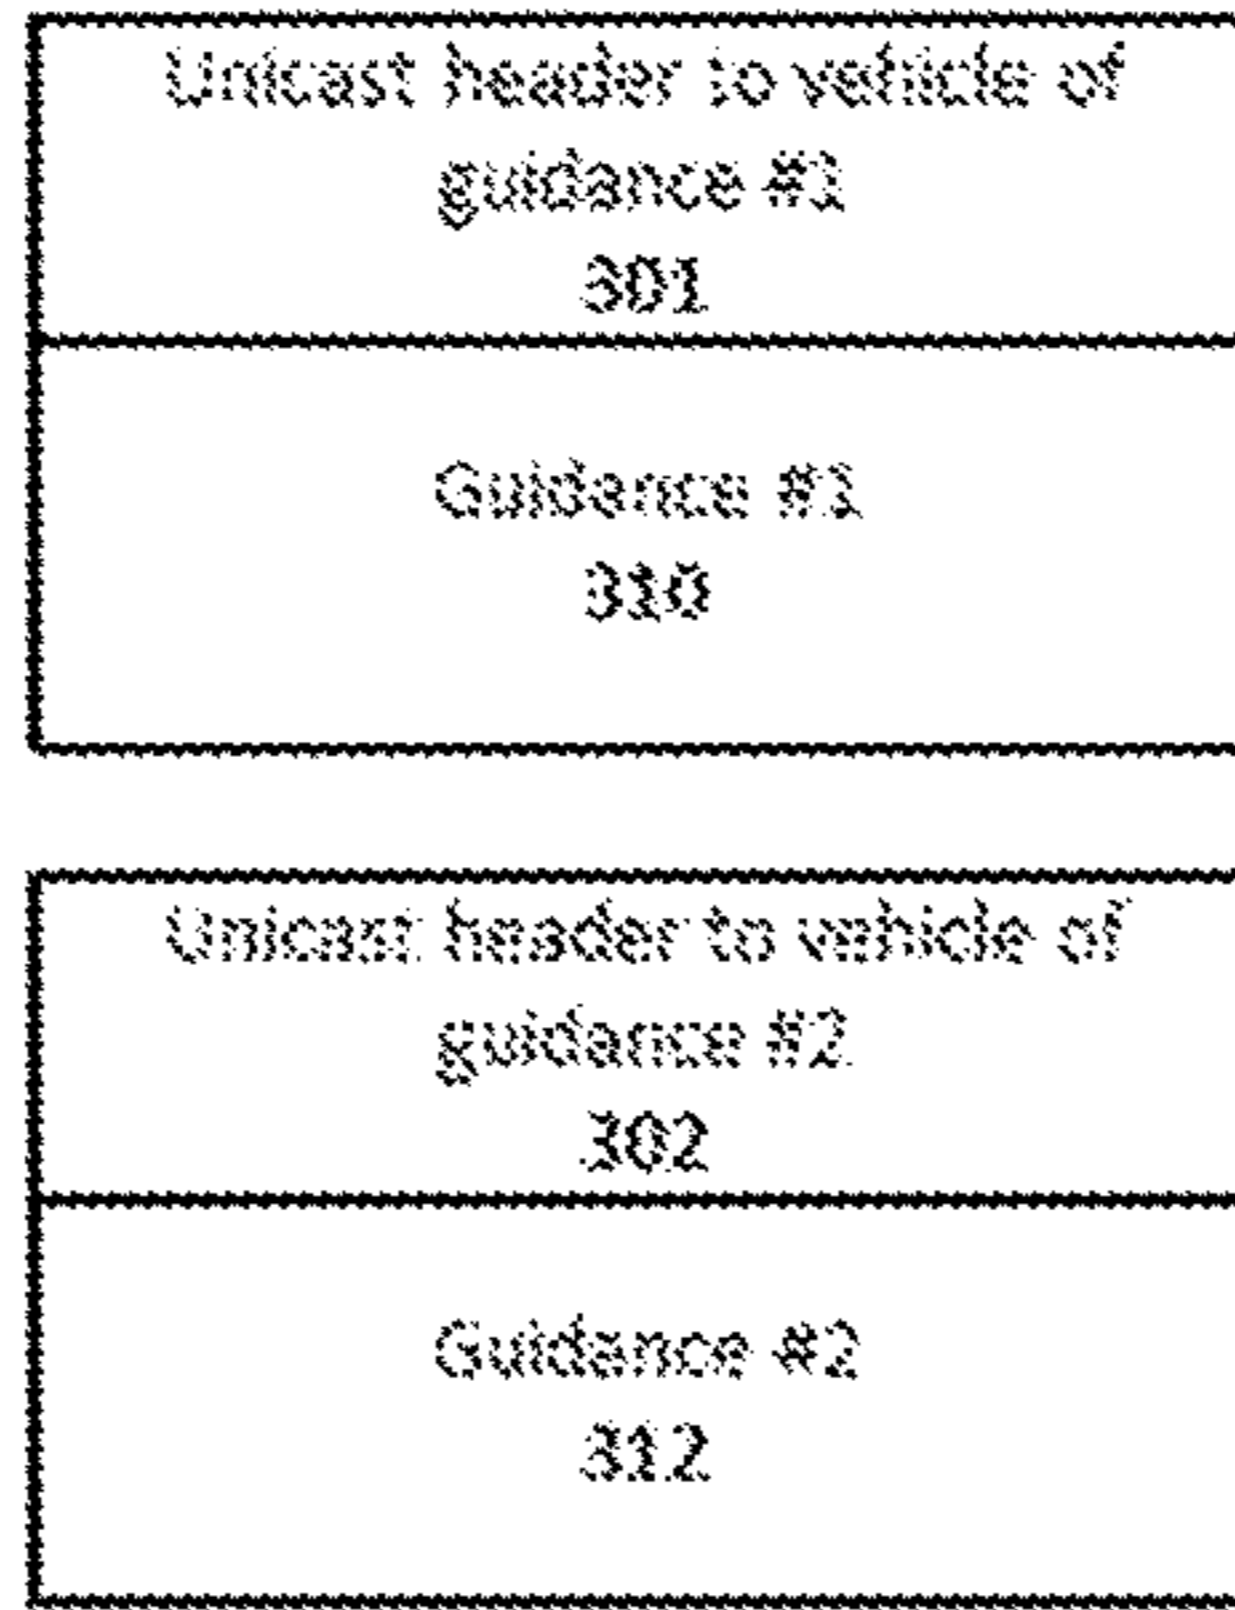 Unicast header to vehicle of
guidance #1
301
Guidance #1
310
Unicast header to vehicle of
guidance #2
302
Guidance #2
312